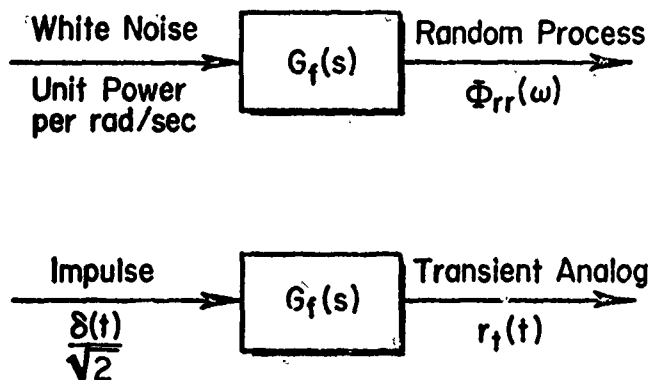 White Noise
Unit Power
per rad/sec
G_f(s)
Random Process
Φ_rr(ω)
Impulse
δ(t)
√2
G_f(s)
Transient Analog
r_t(t)